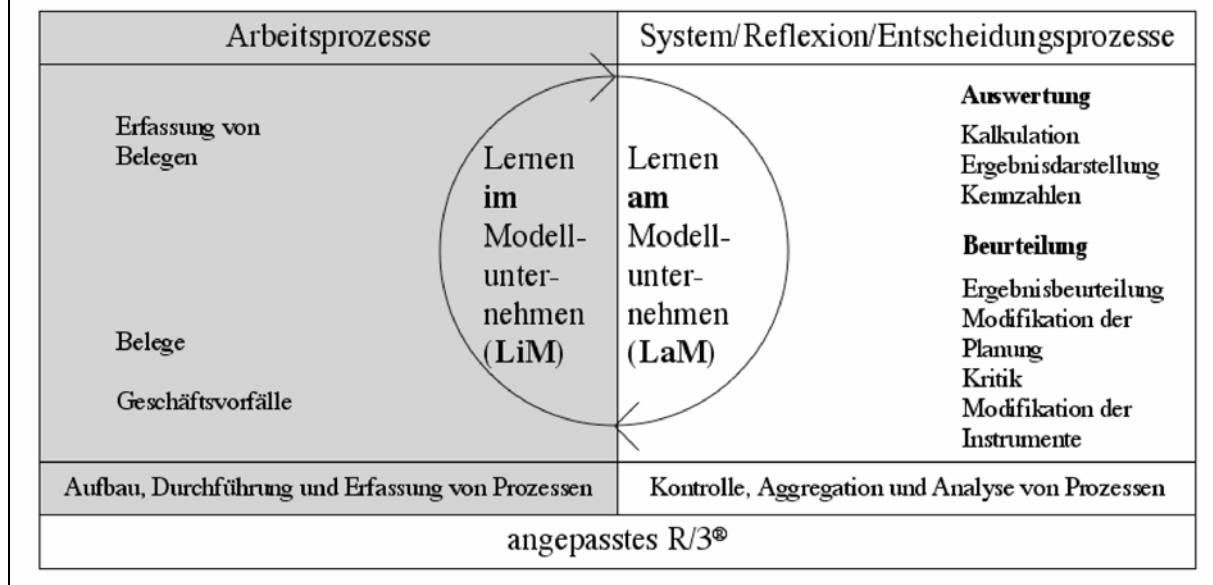 Arbeitsprozesse
System/Reflexion/Entscheidungsprozesse
Erfassung von
Belegen
Belege
Geschäftsvorfälle
Lernen
im
Modell-
unter-
nehmen
(LiM)
Lernen
am
Modell-
unter-
nehmen
(LaM)
Auswertung
Kalkulation
Ergebnisdarstellung
Kennzahlen
Beurteilung
Ergebnisbeurteilung
Modifikation der
Planung
Kritik
Modifikation der
Instrumente
Aufbau, Durchführung und Erfassung von Prozessen
Kontrolle, Aggregation und Analyse von Prozessen
angepasstes R/3®